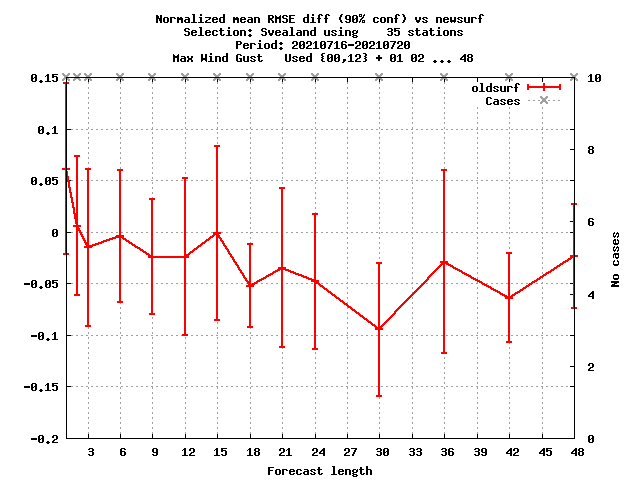 Normalized mean RMSE diff (90% conf) vs newsurf
Selection: Svealand using    35 stations
Period: 20210716-20210720
Max Wind Gust   Used {00,12} + 01 02 ... 48
oldsurf
Cases
0.15
0.1
0.05
0
-0.05
-0.1
-0.15
-0.2
10
8
6
4
2
0
No cases
3 6 9 12 15 18 21 24 27 30 33 36 39 42 45 48
Forecast length